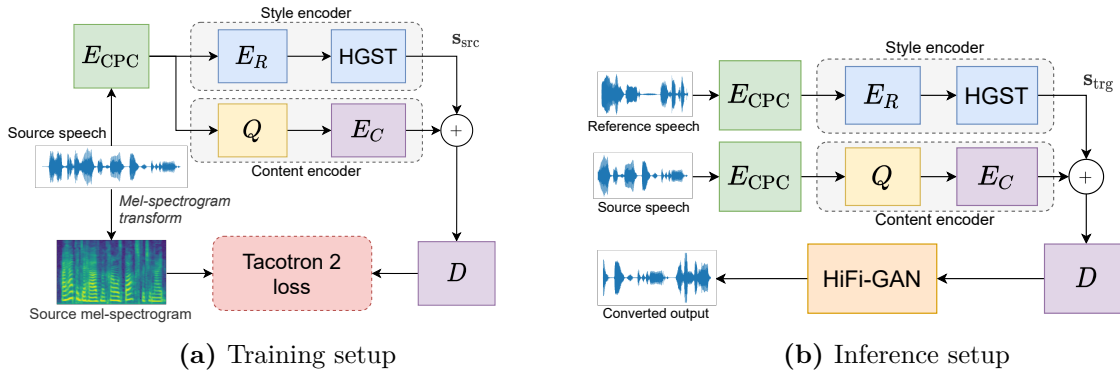 Style encoder
E_CPC
E_R
HGST
s_src
Source speech
Q
E_C
+
Content encoder
Mel-spectrogram
transform
Tacotron 2
loss
D
Source mel-spectrogram
(a) Training setup
Style encoder
E_CPC
E_R
HGST
s_trg
Reference speech
E_CPC
Q
E_C
+
Source speech
Content encoder
HiFi-GAN
D
Converted output
(b) Inference setup